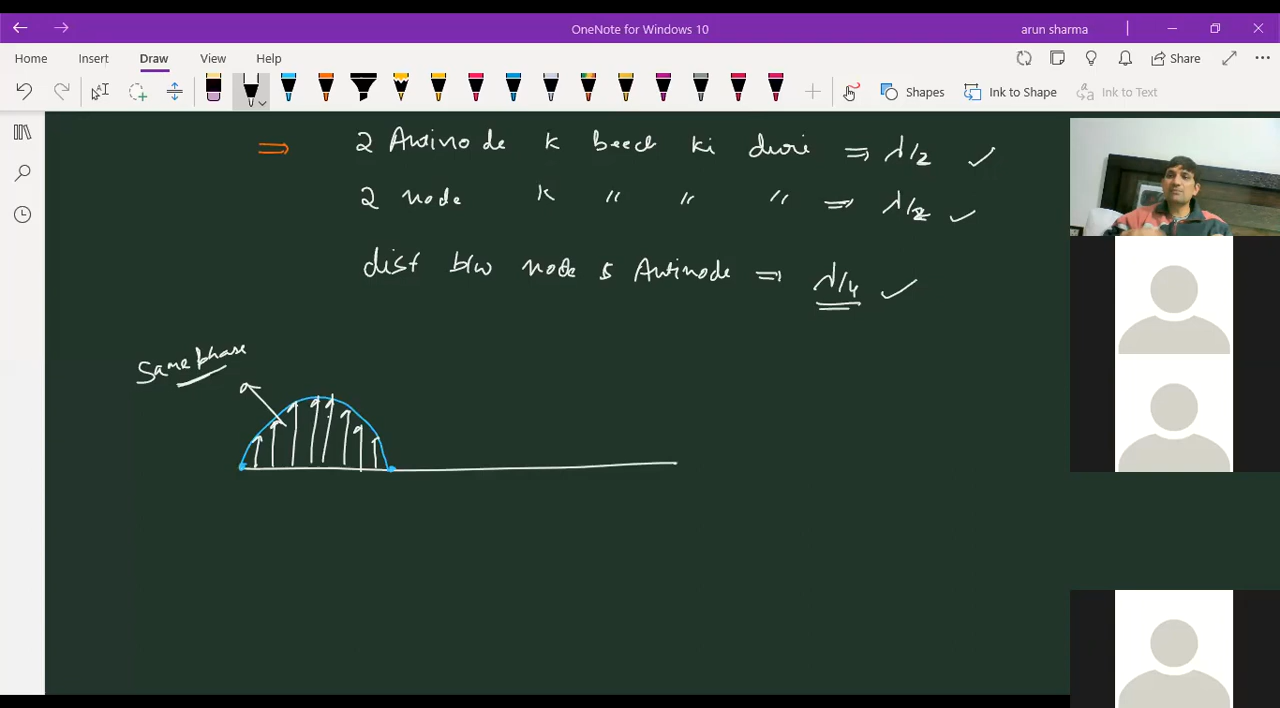 OneNote for Windows 10
arun sharma
Home Insert Draw View Help
Share
Shapes Ink to Shape Ink to Text
⇒ 2 Antinode k beech ki duri ⇒ λ/2 ✓
2 node k " " " ⇒ λ/2 ✓
dist b/w node & Antinode ⇒ λ/4 ✓
Same phase